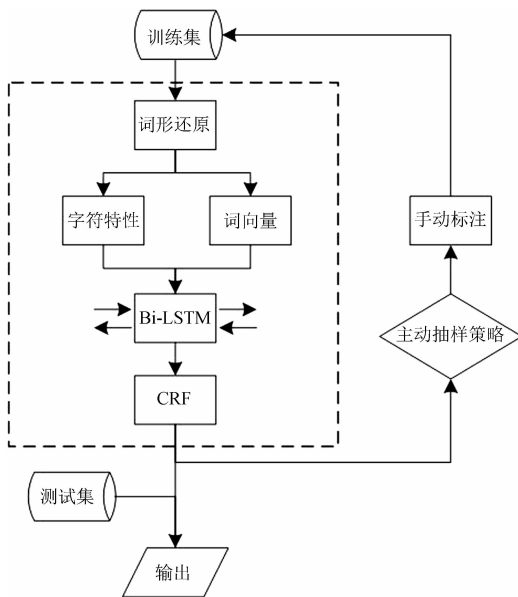 训练集
词形还原
字符特性
词向量
手动标注
Bi-LSTM
主动抽样策略
CRF
测试集
输出